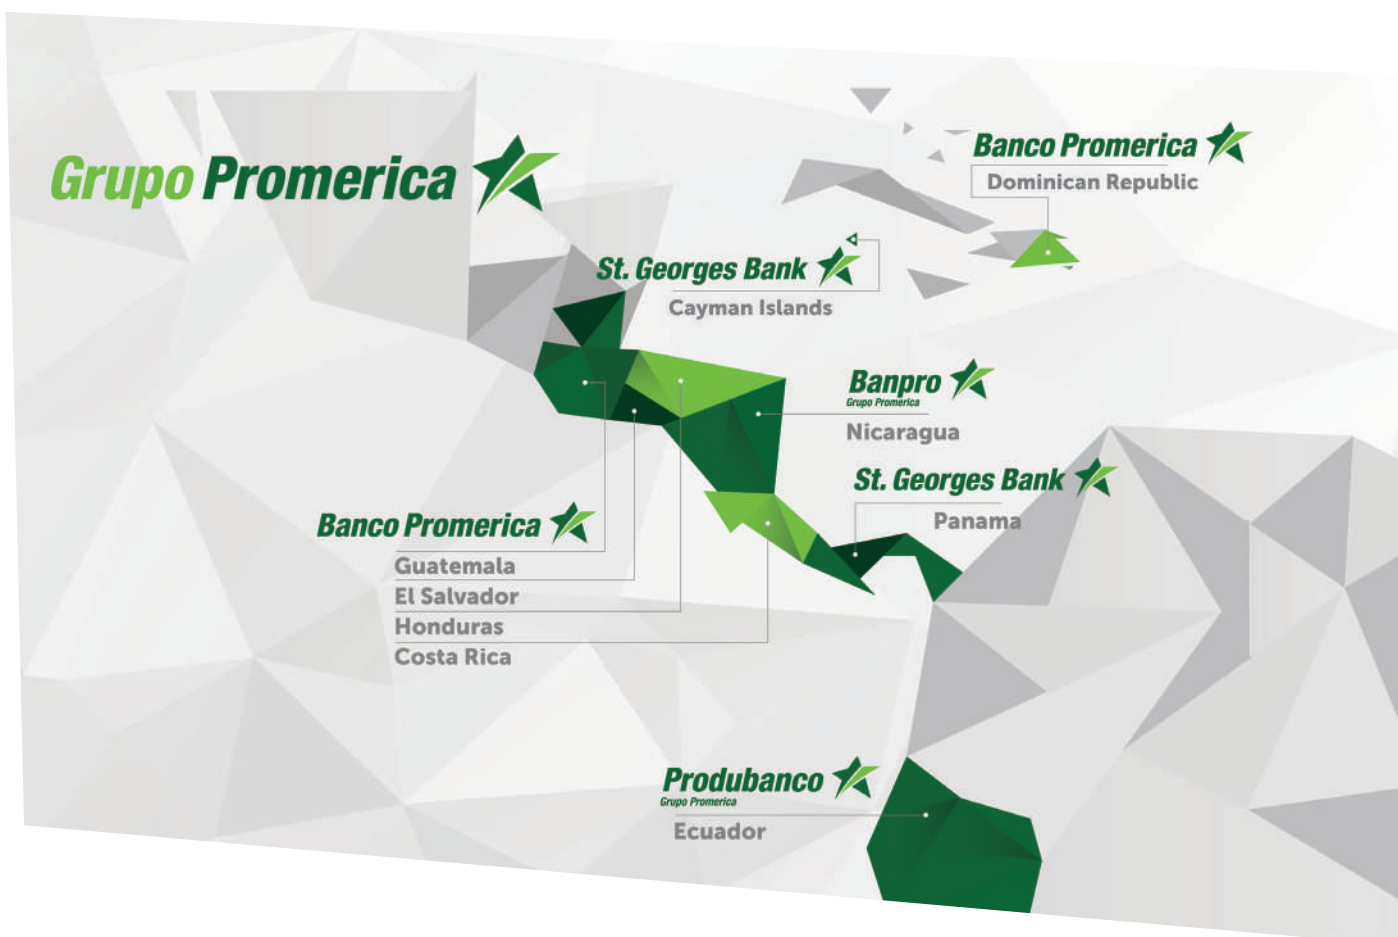 Grupo Promerica
Banco Promerica
Dominican Republic
St. Georges Bank
Cayman Islands
Banpro
Grupo Promerica
Nicaragua
St. Georges Bank
Panama
Banco Promerica
Guatemala
El Salvador
Honduras
Costa Rica
Produbanco
Grupo Promerica
Ecuador